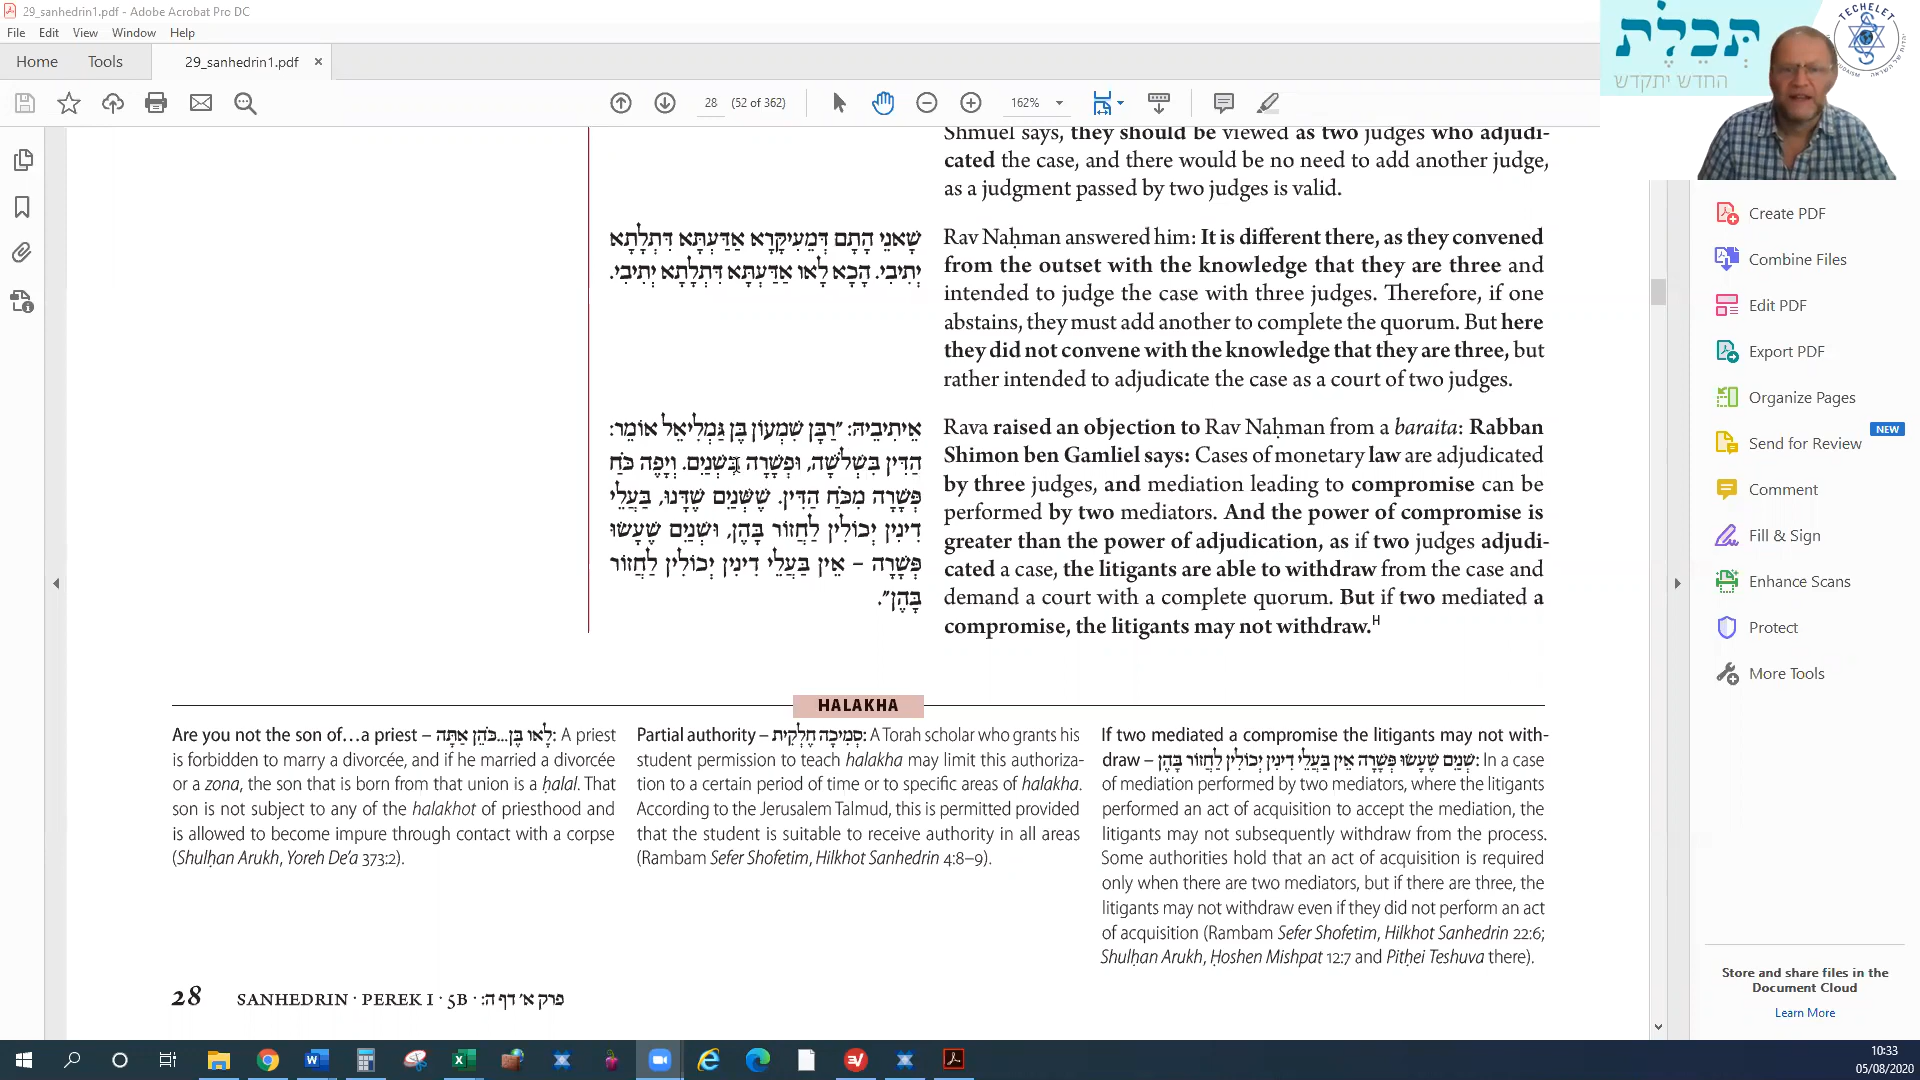 29_sanhedrin1.pdf - Adobe Acrobat Pro DC
File Edit View Window Help
Home Tools 29_sanhedrin1.pdf ×
28 (52 of 362) 162%
תְּכֵלֶת
החדש יתקדש
TECHELET
Shmuel says, they should be viewed as two judges who adjudi-
cated the case, and there would be no need to add another judge,
as a judgment passed by two judges is valid.
שָׁאנֵי הָתָם דְּמֵעִיקָּרָא אַדַּעְתָּא דִּתְלָתָא
יְתִיבִי. הָכָא לָאו אַדַּעְתָּא דִּתְלָתָא יְתִיבִי.
Rav Naḥman answered him: It is different there, as they convened
from the outset with the knowledge that they are three and
intended to judge the case with three judges. Therefore, if one
abstains, they must add another to complete the quorum. But here
they did not convene with the knowledge that they are three, but
rather intended to adjudicate the case as a court of two judges.
אֵיתִיבֵיהּ: ״רַבָּן שִׁמְעוֹן בֶּן גַּמְלִיאֵל אוֹמֵר:
הַדִּין בִּשְׁלֹשָׁה, וּפְשָׁרָה בִּשְׁנַיִם. וְיָפֶה כֹּחַ
פְּשָׁרָה מִכֹּחַ הַדִּין. שֶׁשְּׁנַיִם שֶׁדָּנוּ, בַּעֲלֵי
דִינִין יְכוֹלִין לַחֲזוֹר בָּהֶן, וּשְׁנַיִם שֶׁעָשׂוּ
פְּשָׁרָה – אֵין בַּעֲלֵי דִינִין יְכוֹלִין לַחֲזוֹר
בָּהֶן״.
Rava raised an objection to Rav Naḥman from a baraita: Rabban
Shimon ben Gamliel says: Cases of monetary law are adjudicated
by three judges, and mediation leading to compromise can be
performed by two mediators. And the power of compromise is
greater than the power of adjudication, as if two judges adjudi-
cated a case, the litigants are able to withdraw from the case and
demand a court with a complete quorum. But if two mediated a
compromise, the litigants may not withdraw.H
HALAKHA
Are you not the son of…a priest – לָאו בֶּן...כֹּהֵן אַתָּה: A priest
is forbidden to marry a divorcée, and if he married a divorcée
or a zona, the son that is born from that union is a ḥalal. That
son is not subject to any of the halakhot of priesthood and
is allowed to become impure through contact with a corpse
(Shulḥan Arukh, Yoreh De'a 373:2).
Partial authority – סְמִיכָה חֶלְקִית: A Torah scholar who grants his
student permission to teach halakha may limit this authoriza-
tion to a certain period of time or to specific areas of halakha.
According to the Jerusalem Talmud, this is permitted provided
that the student is suitable to receive authority in all areas
(Rambam Sefer Shofetim, Hilkhot Sanhedrin 4:8–9).
If two mediated a compromise the litigants may not with-
draw – שְׁנַיִם שֶׁעָשׂוּ פְּשָׁרָה אֵין בַּעֲלֵי דִינִין יְכוֹלִין לַחֲזוֹר בָּהֶן: In a case
of mediation performed by two mediators, where the litigants
performed an act of acquisition to accept the mediation, the
litigants may not subsequently withdraw from the process.
Some authorities hold that an act of acquisition is required
only when there are two mediators, but if there are three, the
litigants may not withdraw even if they did not perform an act
of acquisition (Rambam Sefer Shofetim, Hilkhot Sanhedrin 22:6;
Shulḥan Arukh, Ḥoshen Mishpat 12:7 and Pitḥei Teshuva there).
28 SANHEDRIN · PEREK I · 5B · פרק א׳ דף ה:
Create PDF
Combine Files
Edit PDF
Export PDF
Organize Pages
NEW
Send for Review
Comment
Fill & Sign
Enhance Scans
Protect
More Tools
Store and share files in the
Document Cloud
Learn More
10:33
05/08/2020